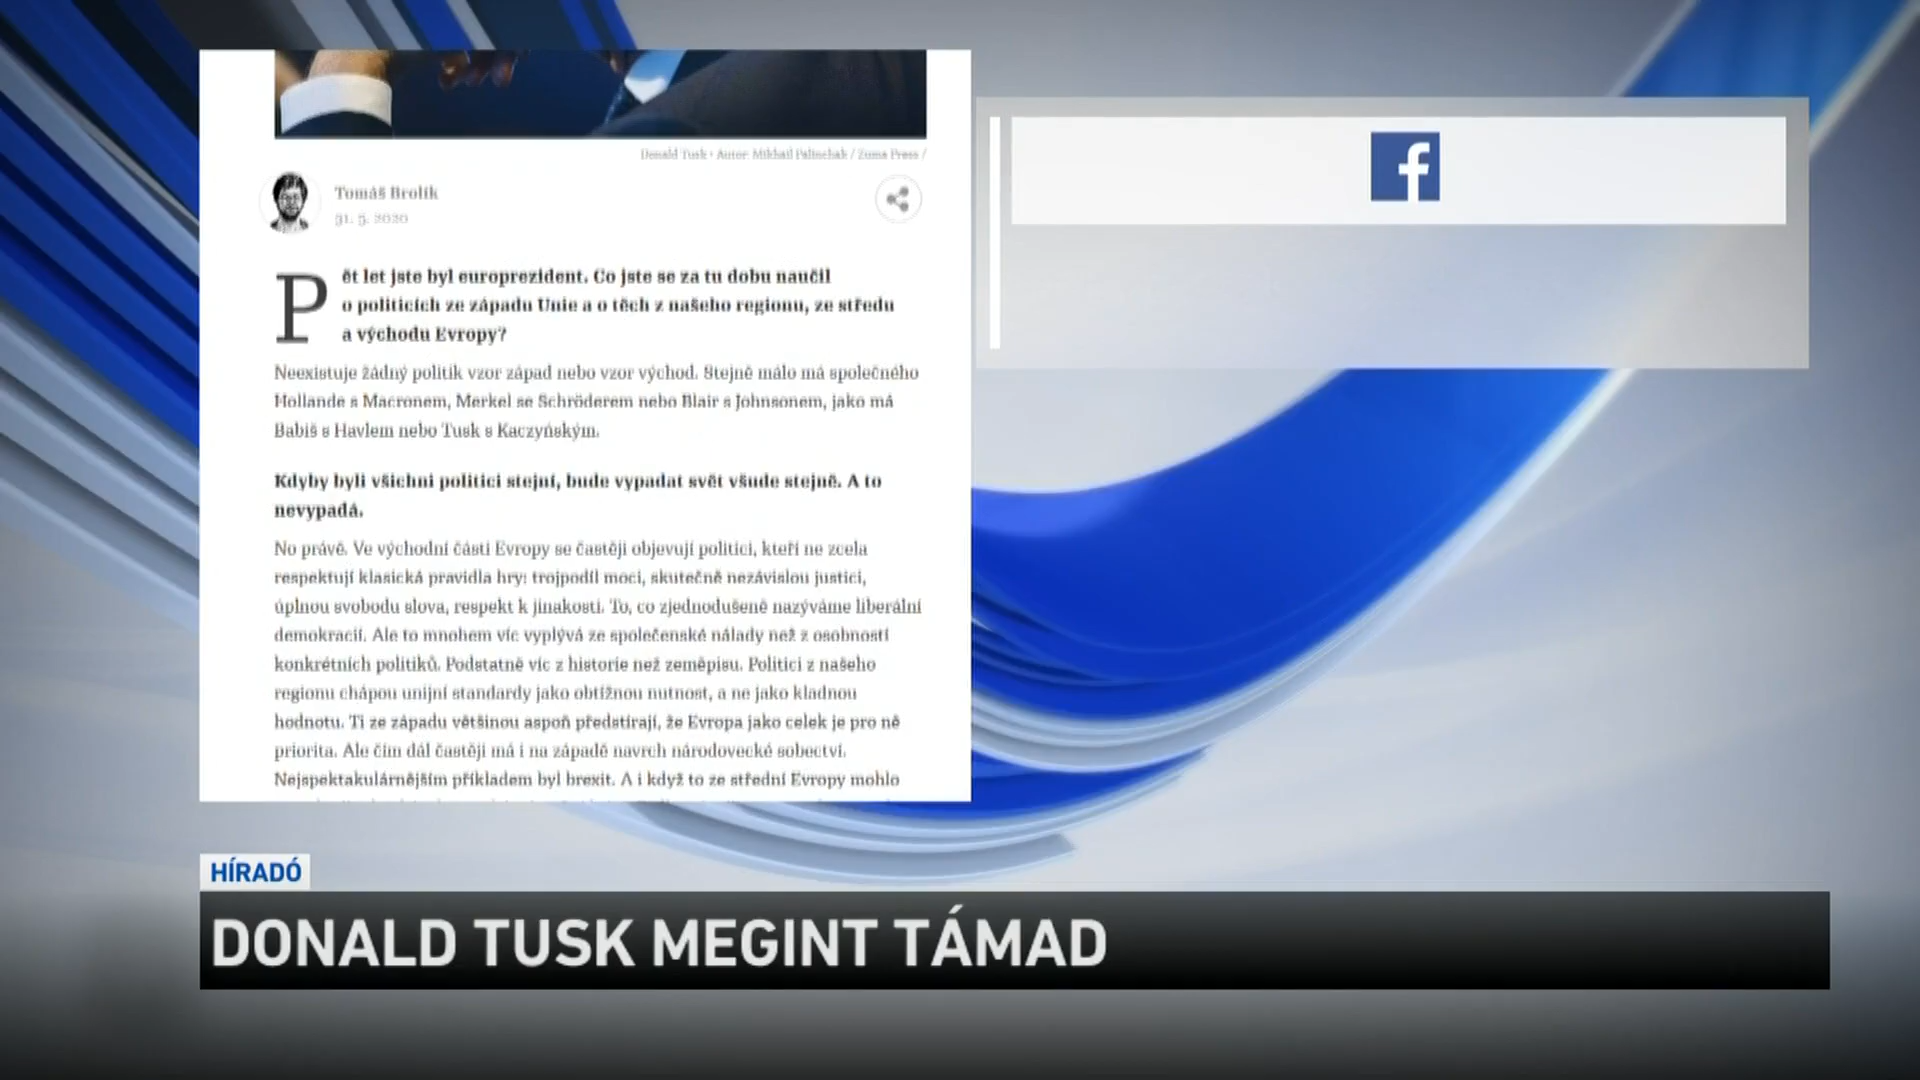 Donald Tusk • Autor: Mikhail Palinchak / Zuma Press /
Tomáš Brolík
31. 5. 2020
Pět let jste byl europrezident. Co jste se za tu dobu naučil
o politicích ze západu Unie a o těch z našeho regionu, ze středu
a východu Evropy?
Neexistuje žádný politik vzor západ nebo vzor východ. Stejně málo má společného
Hollande s Macronem, Merkel se Schröderem nebo Blair s Johnsonem, jako má
Babiš s Havlem nebo Tusk s Kaczyńským.
Kdyby byli všichni politici stejní, bude vypadat svět všude stejně. A to
nevypadá.
No právě. Ve východní části Evropy se častěji objevují politici, kteří ne zcela
respektují klasická pravidla hry: trojpodíl moci, skutečně nezávislou justici,
úplnou svobodu slova, respekt k jinakosti. To, co zjednodušeně nazýváme liberální
demokracií. Ale to mnohem víc vyplývá ze společenské nálady než z osobností
konkrétních politiků. Podstatně víc z historie než zeměpisu. Politici z našeho
regionu chápou unijní standardy jako obtížnou nutnost, a ne jako kladnou
hodnotu. Ti ze západu většinou aspoň předstírají, že Evropa jako celek je pro ně
priorita. Ale čím dál častěji má i na západě navrch národovecké sobectví.
Nejspektakulárnějším příkladem byl brexit. A i když to ze střední Evropy mohlo
f
HÍRADÓ
DONALD TUSK MEGINT TÁMAD